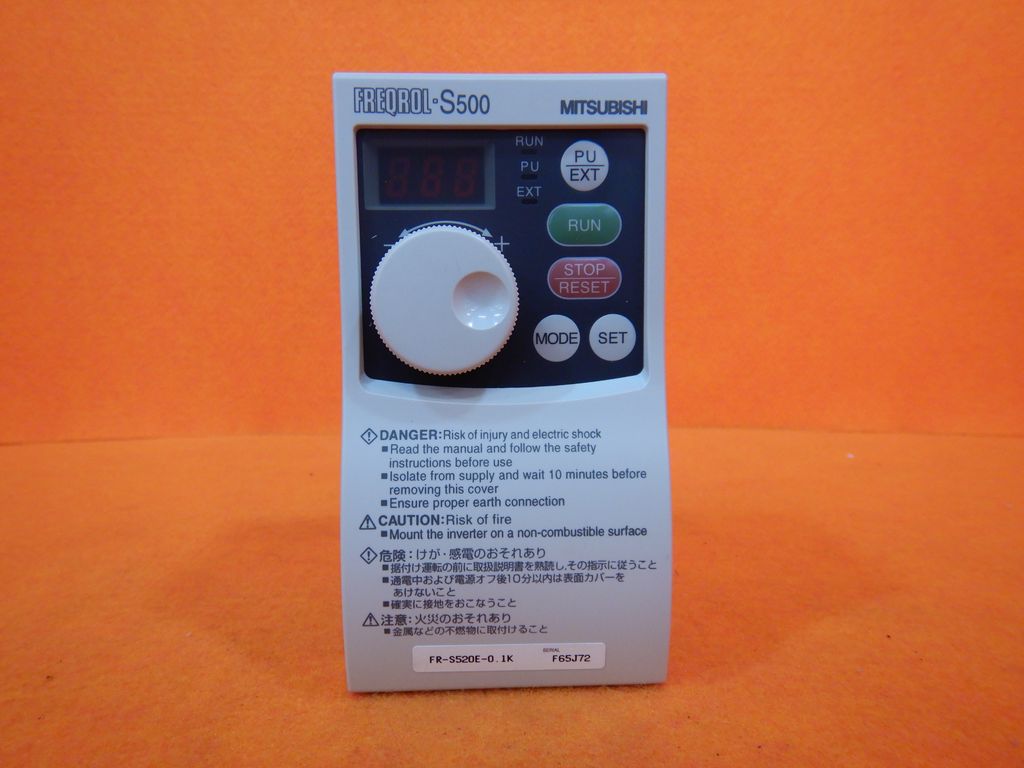 FREQROL-S500
MITSUBISHI
RUN
PU
EXT
PU
EXT
RUN
STOP
RESET
MODE
SET
- +
DANGER:Risk of injury and electric shock
■Read the manual and follow the safety
instructions before use
■Isolate from supply and wait 10 minutes before
removing this cover
■Ensure proper earth connection
CAUTION:Risk of fire
■Mount the inverter on a non-combustible surface
危険:けが・感電のおそれあり
■据付け運転の前に取扱説明書を熟読し,その指示に従うこと
■通電中および電源オフ後10分以内は表面カバーを
あけないこと
■確実に接地をおこなうこと
注意:火災のおそれあり
■金属などの不燃物に取付けること
FR-S520E-0.1K SERIAL F65J72